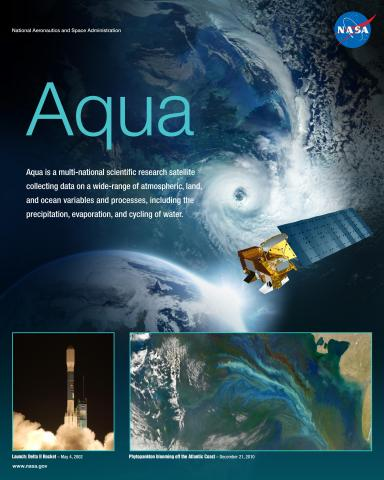 National Aeronautics and Space Administration
NASA
Aqua
Aqua is a multi-national scientific research satellite
collecting data on a wide-range of atmospheric, land,
and ocean variables and processes, including the
precipitation, evaporation, and cycling of water.
Launch: Delta II Rocket – May 4, 2002
Phytopankton blooming off the Atlantic Coast – December 21, 2010
www.nasa.gov